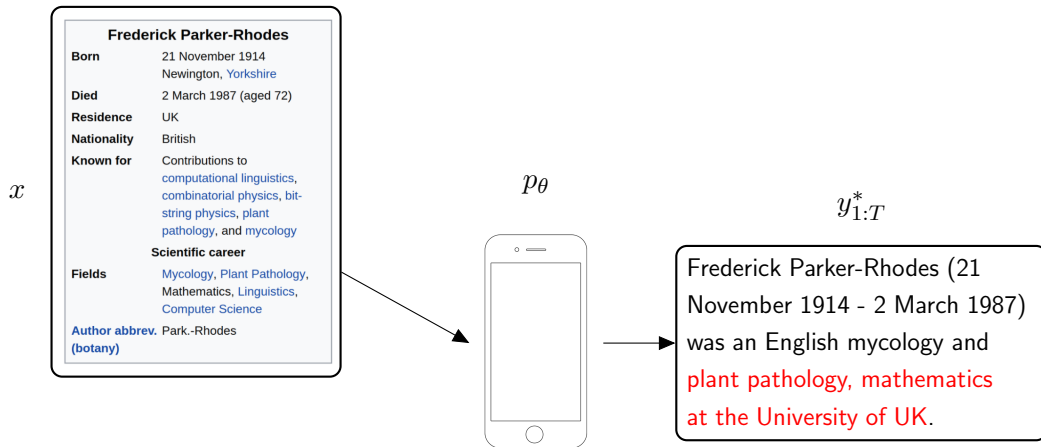 Frederick Parker-Rhodes
Born 21 November 1914
Newington, Yorkshire
Died 2 March 1987 (aged 72)
Residence UK
Nationality British
Known for Contributions to
computational linguistics,
combinatorial physics, bit-
string physics, plant
pathology, and mycology
Scientific career
Fields Mycology, Plant Pathology,
Mathematics, Linguistics,
Computer Science
Author abbrev. Park.-Rhodes
(botany)
x
pθ
y*1:T
Frederick Parker-Rhodes (21
November 1914 - 2 March 1987)
was an English mycology and
plant pathology, mathematics
at the University of UK.